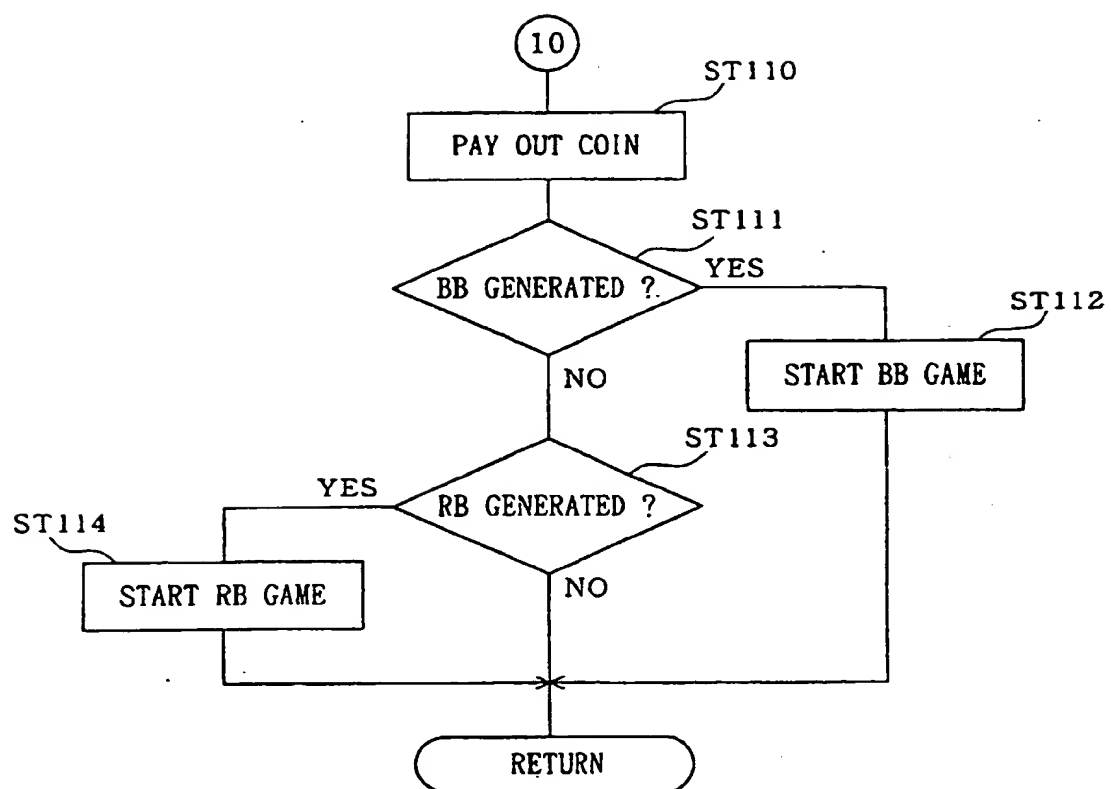 10
ST110
PAY OUT COIN
ST111
BB GENERATED ?
YES
ST112
START BB GAME
NO
ST113
YES
RB GENERATED ?
ST114
START RB GAME
NO
RETURN